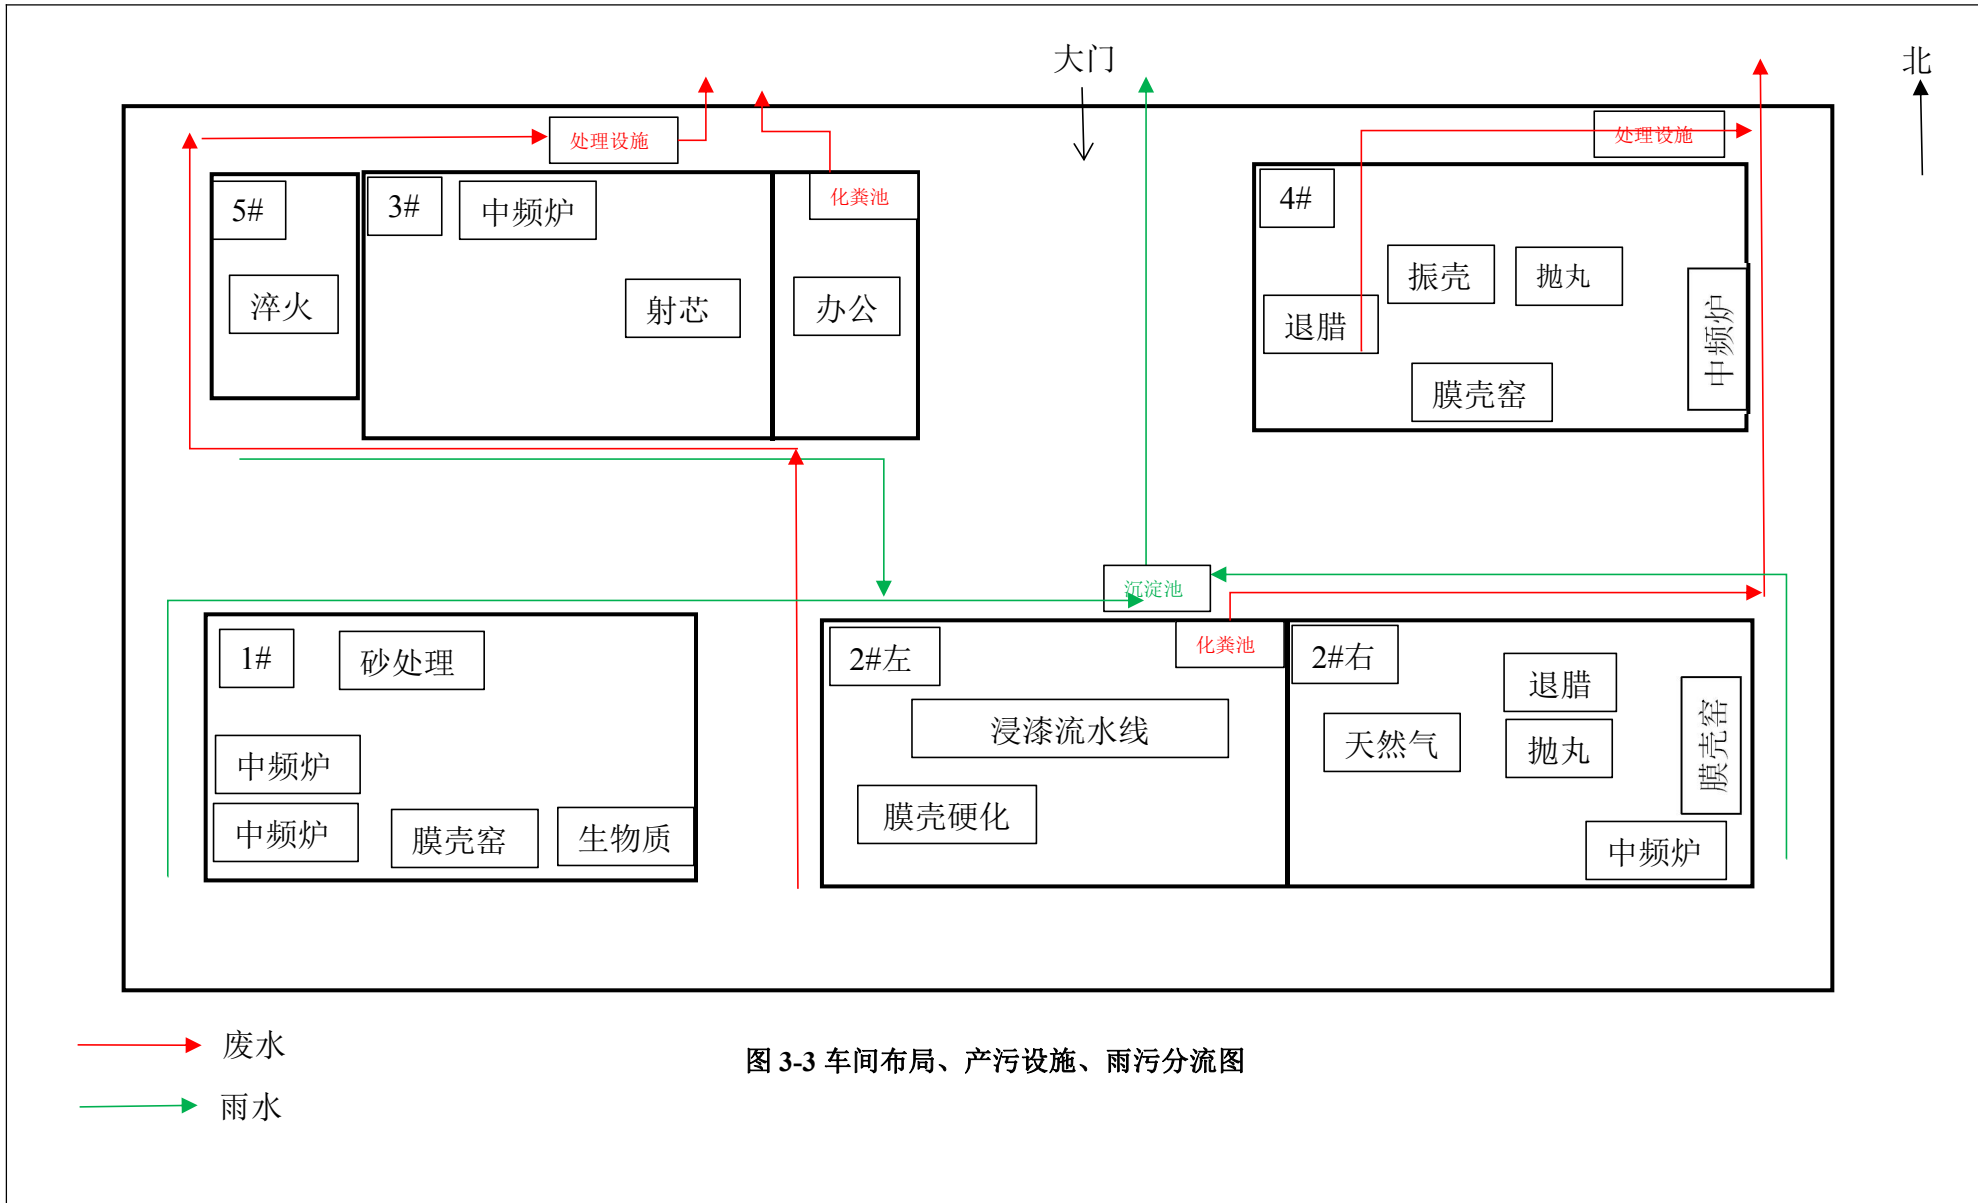 大门
北
处理设施
处理设施
5#
3#
中频炉
化粪池
4#
淬火
射芯
办公
振壳
抛丸
退腊
中频炉
膜壳窑
沉淀池
1#
砂处理
2#左
化粪池
2#右
退腊
浸漆流水线
天然气
抛丸
膜壳窑
中频炉
膜壳硬化
中频炉
膜壳窑
生物质
中频炉
废水
图 3-3 车间布局、产污设施、雨污分流图
雨水